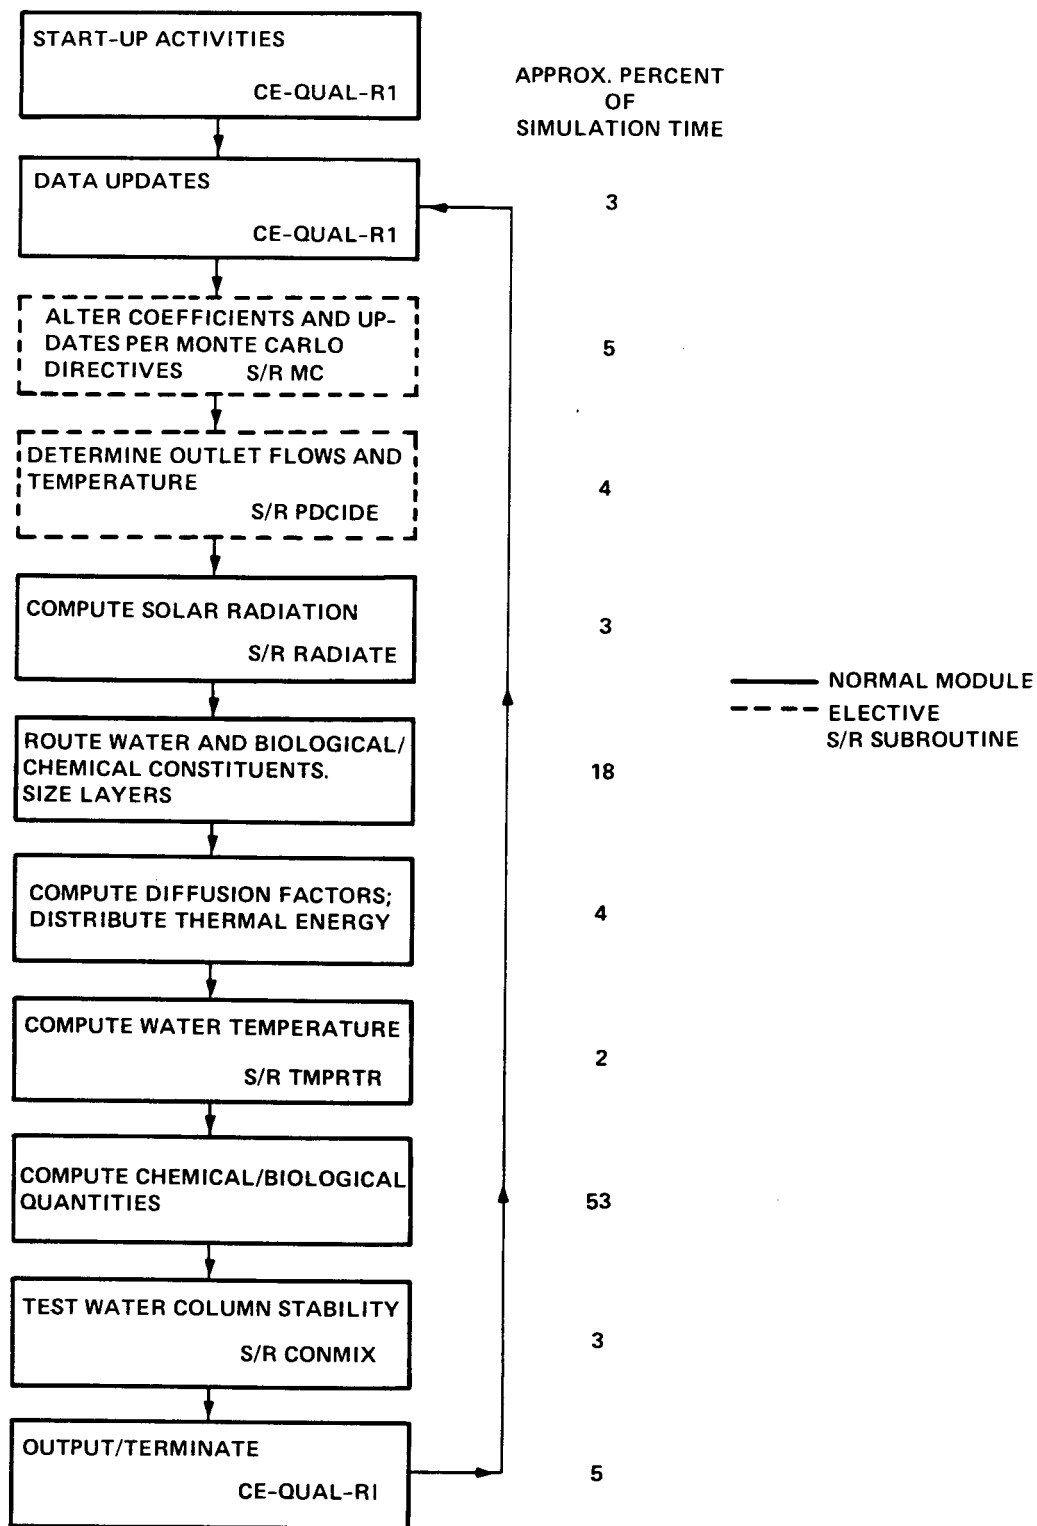 START-UP ACTIVITIES
CE-QUAL-R1
APPROX. PERCENT
OF
SIMULATION TIME
DATA UPDATES
CE-QUAL-R1
3
ALTER COEFFICIENTS AND UP-
DATES PER MONTE CARLO
DIRECTIVES S/R MC
5
DETERMINE OUTLET FLOWS AND
TEMPERATURE
S/R PDCIDE
4
COMPUTE SOLAR RADIATION
S/R RADIATE
3
NORMAL MODULE
ELECTIVE
S/R SUBROUTINE
ROUTE WATER AND BIOLOGICAL/
CHEMICAL CONSTITUENTS.
SIZE LAYERS
18
COMPUTE DIFFUSION FACTORS;
DISTRIBUTE THERMAL ENERGY
4
COMPUTE WATER TEMPERATURE
S/R TMPRTR
2
COMPUTE CHEMICAL/BIOLOGICAL
QUANTITIES
53
TEST WATER COLUMN STABILITY
S/R CONMIX
3
OUTPUT/TERMINATE
CE-QUAL-RI
5